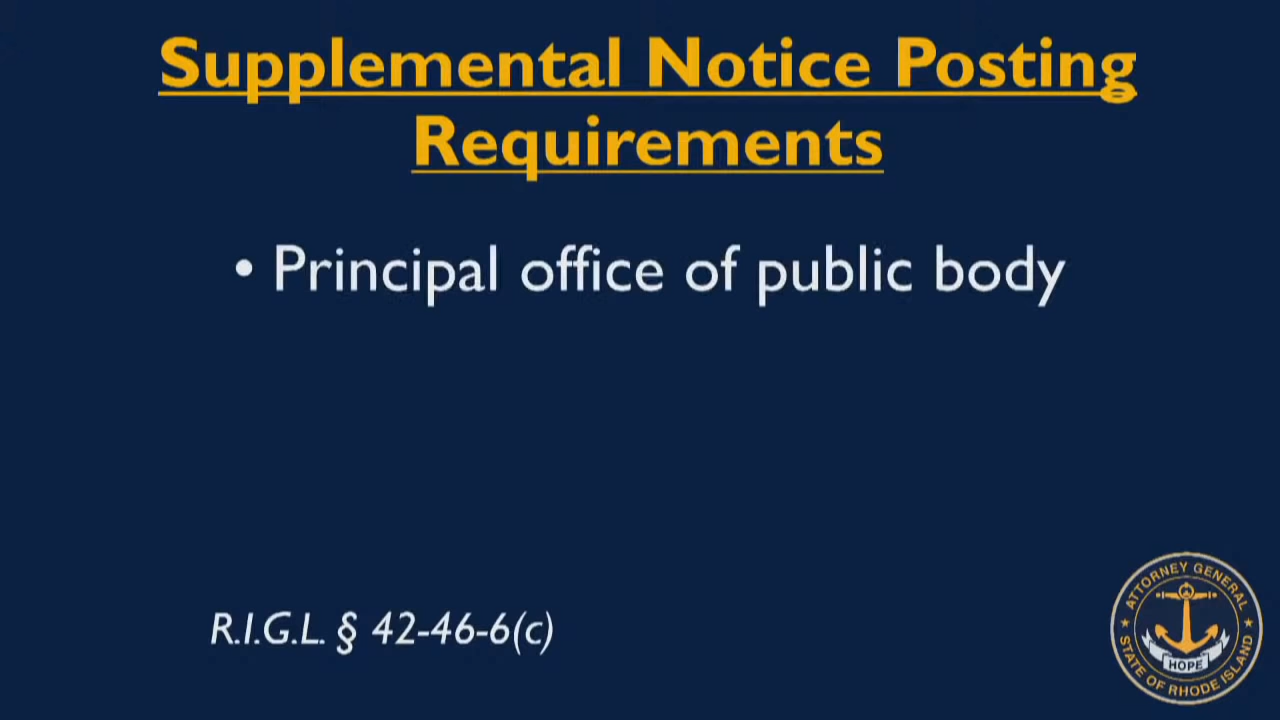 Supplemental Notice Posting
Requirements
• Principal office of public body
R.I.G.L. § 42-46-6(c)
ATTORNEY GENERAL
HOPE
STATE OF RHODE ISLAND